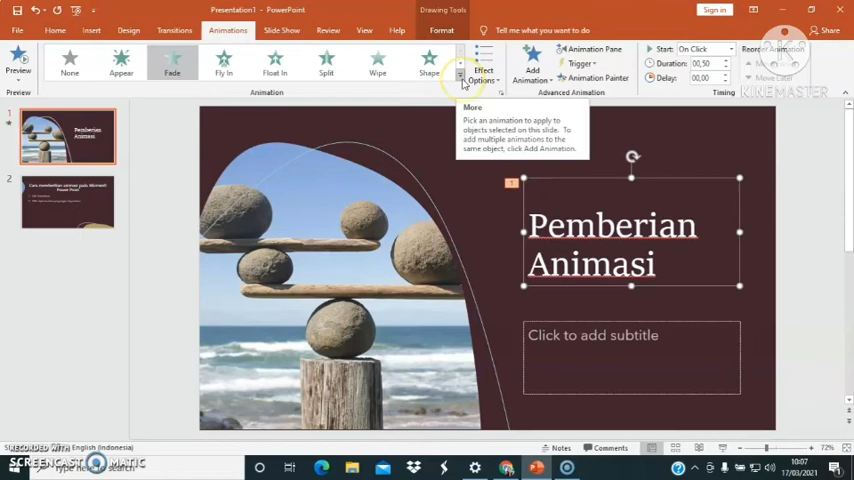 Presentation1 - PowerPoint
Drawing Tools
Sign in
File
Home
Insert
Design
Transitions
Animations
Slide Show
Review
View
Help
Format
Tell me what you want to do
Share
Preview
Preview
None
Appear
Fade
Fly In
Float In
Split
Wipe
Shape
Animation
Effect
Options
Add
Animation
Animation Pane
Trigger
Animation Painter
Advanced Animation
Start:
On Click
Duration:
00,50
Delay:
00,00
Timing
Reorder Animation
Move Earlier
Move Later
KINEMASTER
More
Pick an animation to apply to
objects selected on this slide. To
add multiple animations to the
same object, click Add Animation.
1
Pemberian
Animasi
2
1
Pemberian
Animasi
Click to add subtitle
English (Indonesia)
Notes
Comments
72%
RECORDED WITH
SCREENCAST MATIC
Type here to search
10:07
17/03/2021